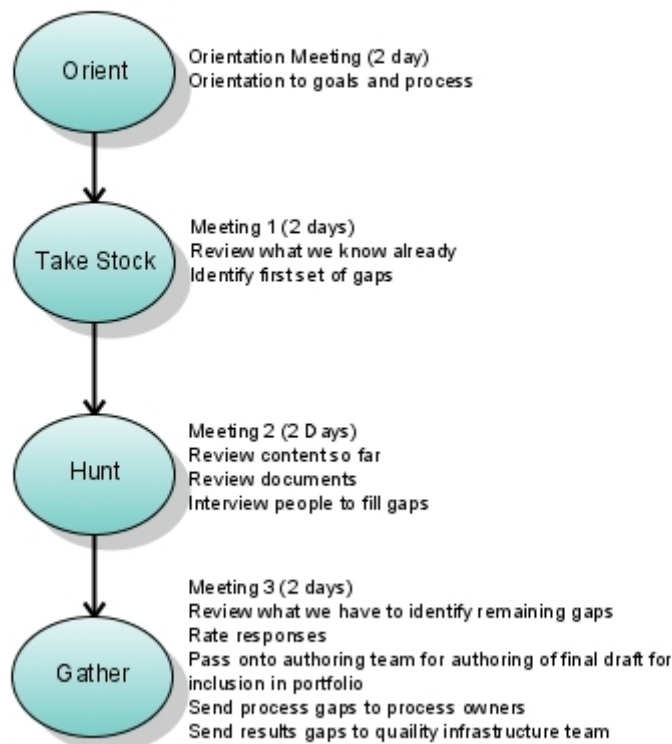 Orient
Orientation Meeting (2 day)
Orientation to goals and process
Take Stock
Meeting 1 (2 days)
Review what we know already
Identify first set of gaps
Hunt
Meeting 2 (2 Days)
Review content so far
Review documents
Interview people to fill gaps
Gather
Meeting 3 (2 days)
Review what we have to identify remaining gaps
Rate responses
Pass onto authoring team for authoring of final draft for
inclusion in portfolio
Send process gaps to process owners
Send results gaps to quaility infrastructure team